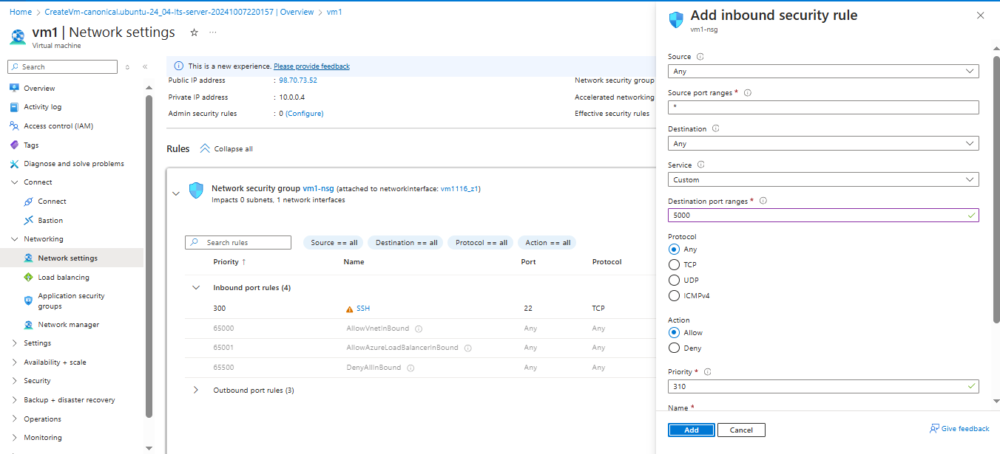 Home > CreateVm-canonical.ubuntu-24_04-lts-server-20241007220157 | Overview > vm1
vm1 | Network settings
Virtual machine
Search
Overview
Activity log
Access control (IAM)
Tags
Diagnose and solve problems
Connect
Connect
Bastion
Networking
Network settings
Load balancing
Application security
groups
Network manager
Settings
Availability + scale
Security
Backup + disaster recovery
Operations
Monitoring
This is a new experience. Please provide feedback
Public IP address : 98.70.73.52 Network security group
Private IP address : 10.0.0.4 Accelerated networking
Admin security rules : 0 (Configure) Effective security rules
Rules Collapse all
Network security group vm1-nsg (attached to networkInterface: vm1116_z1)
Impacts 0 subnets, 1 network interfaces
Search rules Source == all Destination == all Protocol == all Action == all
Priority ↑ Name Port Protocol
Inbound port rules (4)
300 SSH 22 TCP
65000 AllowVnetInBound Any Any
65001 AllowAzureLoadBalancerInBound Any Any
65500 DenyAllInBound Any Any
Outbound port rules (3)
Add inbound security rule
vm1-nsg
Source
Any
Source port ranges *
*
Destination
Any
Service
Custom
Destination port ranges *
5000
Protocol
Any
TCP
UDP
ICMPv4
Action
Allow
Deny
Priority *
310
Name *
Add Cancel Give feedback